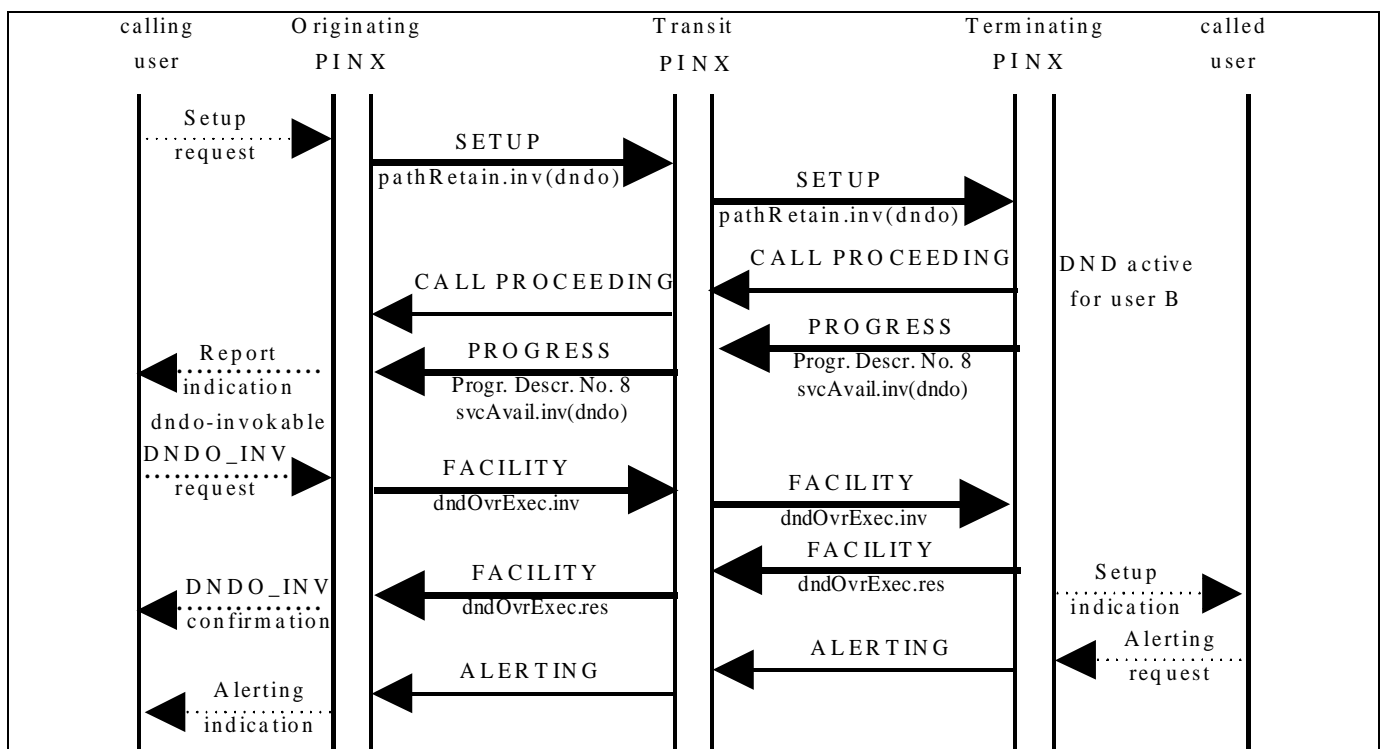 calling Originating Transit Terminating called
user PINX PINX PINX user
Setup
request
SETUP
pathRetain.inv(dndo)
SETUP
pathRetain.inv(dndo)
CALL PROCEEDING
DND active
for user B
CALL PROCEEDING
PROGRESS
Progr. Descr. No. 8
svcAvail.inv(dndo)
Report
indication
dndo-invokable
PROGRESS
Progr. Descr. No. 8
svcAvail.inv(dndo)
DNDO_INV
request
FACILITY
dndOvrExec.inv
FACILITY
dndOvrExec.inv
FACILITY
dndOvrExec.res
DNDO_INV
confirmation
FACILITY
dndOvrExec.res
Setup
indication
Alerting
request
ALERTING
ALERTING
Alerting
indication